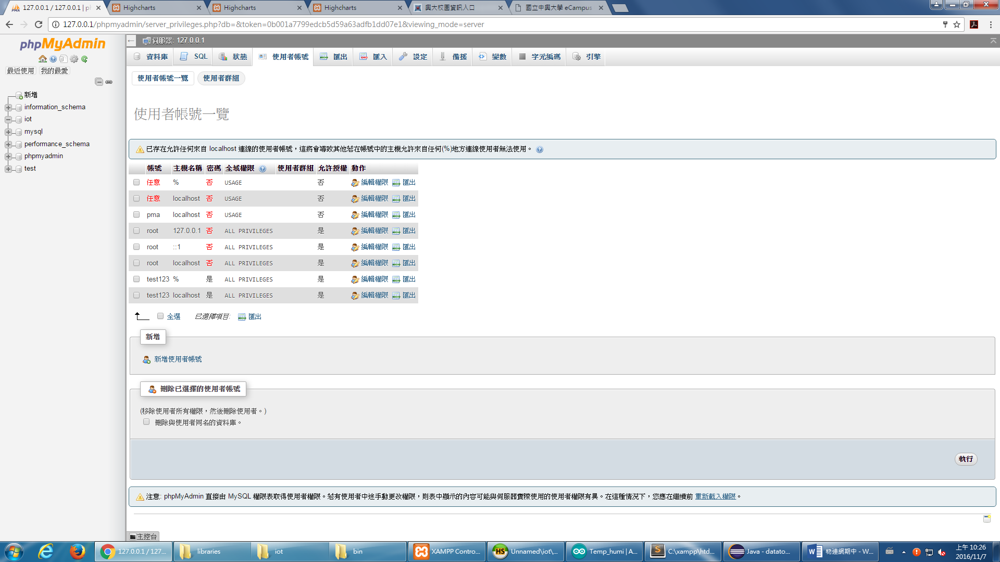 127.0.0.1 / 127.0.0.1 | ph
Highcharts
Highcharts
Highcharts
興大校園資訊入口
國立中興大學 eCampus
127.0.0.1/phpmyadmin/server_privileges.php?db=&token=0b001a7799edcb5d59a63adfb1dd07e1&viewing_mode=server
phpMyAdmin
最近使用 我的最愛
新增
information_schema
iot
mysql
performance_schema
phpmyadmin
test
伺服器: 127.0.0.1
資料庫 SQL 狀態 使用者帳號 匯出 匯入 設定 備援 變數 字元編碼 引擎
使用者帳號一覽 使用者群組
使用者帳號一覽
已存在允許任何來自 localhost 連線的使用者帳號，這將會導致其他若在帳號中的主機允許來自任何(%)地方連線使用者無法使用。
帳號 主機名稱 密碼 全域權限 使用者群組 允許授權 動作
任意 % 否 USAGE 否 編輯權限 匯出
任意 localhost 否 USAGE 否 編輯權限 匯出
pma localhost 否 USAGE 否 編輯權限 匯出
root 127.0.0.1 否 ALL PRIVILEGES 是 編輯權限 匯出
root ::1 否 ALL PRIVILEGES 是 編輯權限 匯出
root localhost 否 ALL PRIVILEGES 是 編輯權限 匯出
test123 % 是 ALL PRIVILEGES 是 編輯權限 匯出
test123 localhost 是 ALL PRIVILEGES 是 編輯權限 匯出
全選 已選擇項目: 匯出
新增
新增使用者帳號
刪除已選擇的使用者帳號
(移除使用者所有權限，然後刪除使用者。)
刪除與使用者同名的資料庫。
執行
注意: phpMyAdmin 直接由 MySQL 權限表取得使用者權限。若有使用者中途手動更改權限，則表中顯示的內容可能與伺服器實際使用的使用者權限有異。在這種情況下，您應在繼續前 重新載入權限。
主控台
127.0.0.1 / 127...
libraries
iot
bin
XAMPP Contro...
Unnamed\iot\...
Temp_humi | A...
C:\xampp\htd...
Java - datato...
物連網期中 - W...
上午 10:26
2016/11/7